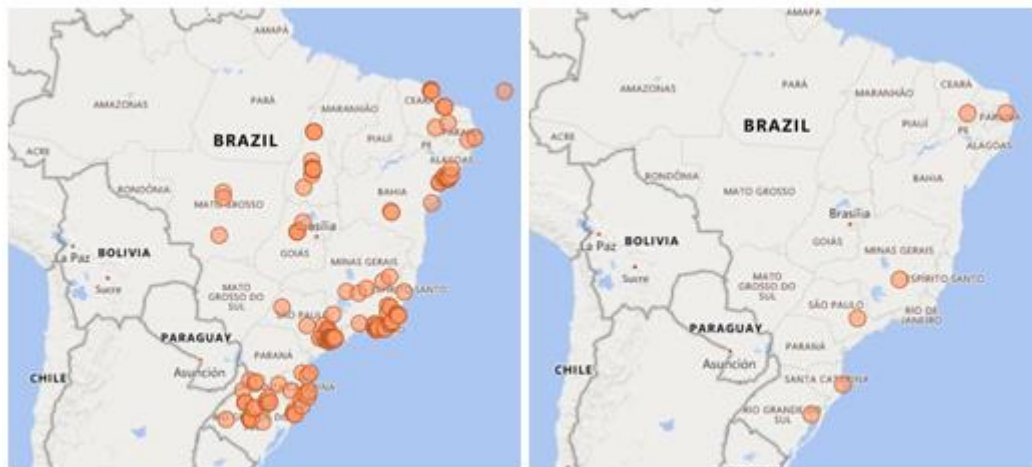 AMAPÁ
AMAZONAS
PARÁ
MARANHÃO
CEARÁ
BRAZIL
PIAUÍ
PE
ALAGOAS
ACRE
RONDÔNIA
BAHIA
MATO GROSSO
BOLIVIA
La Paz
GOIÁS
Sucre
MINAS GERAIS
MATO
GROSSO DO
SUL
PARAGUAY
Asunción
PARANÁ
CHILE
AMAPÁ
AMAZONAS
PARÁ
MARANHÃO
CEARÁ
BRAZIL
PIAUÍ
PE
ALAGOAS
ACRE
RONDÔNIA
BAHIA
MATO GROSSO
Brasília
BOLIVIA
La Paz
GOIÁS
Sucre
MINAS GERAIS
MATO
GROSSO DO
SUL
ESPÍRITO SANTO
SÃO PAULO
RIO DE
JANEIRO
PARAGUAY
Asunción
PARANÁ
CHILE
SANTA CATARINA
RIO GRANDE DO
SUL